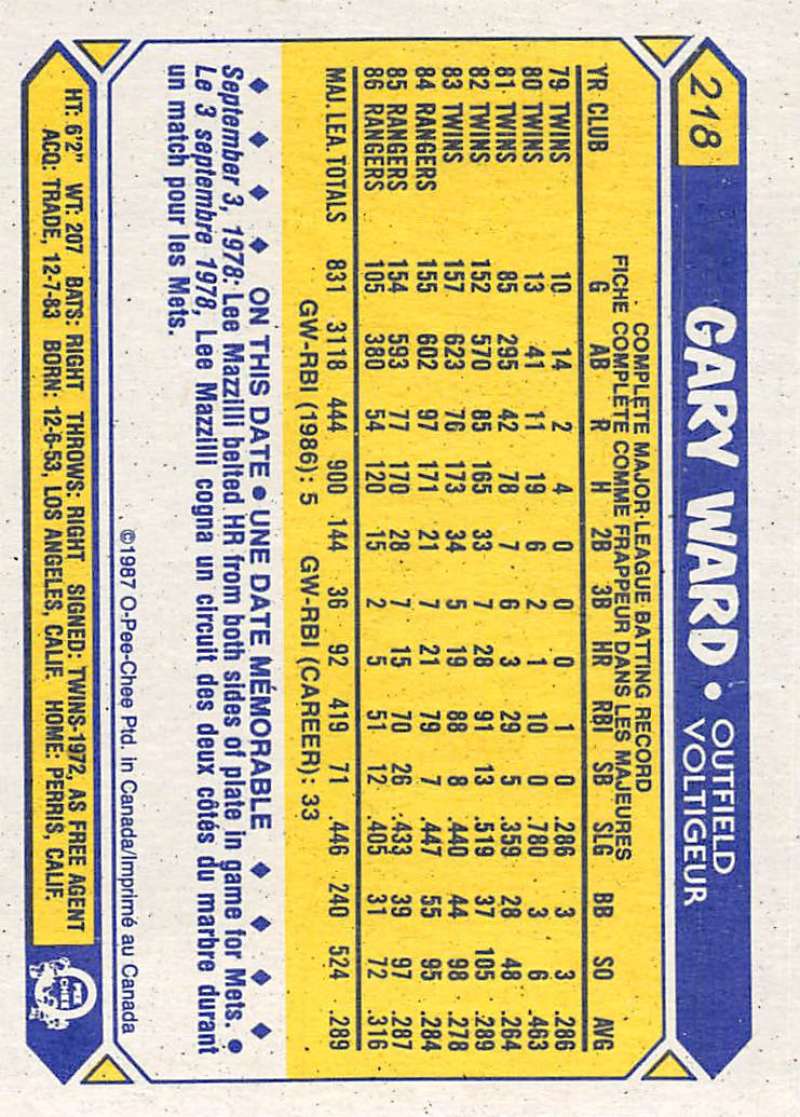 218
GARY WARD • OUTFIELD
VOLTIGEUR
COMPLETE MAJOR LEAGUE BATTING RECORD
FICHE COMPLÈTE COMME FRAPPEUR DANS LES MAJEURES
YR CLUB G AB R H 2B 3B HR RBI SB SLG BB SO AVG
79 TWINS 10 14 2 4 0 0 0 1 0 .286 3 3 .286
80 TWINS 13 41 11 19 6 2 1 10 0 .780 3 6 .463
81 TWINS 85 295 42 78 7 6 3 29 5 .359 28 48 .264
82 TWINS 152 570 85 165 33 7 28 91 13 .519 37 105 .289
83 TWINS 157 623 76 173 34 5 19 88 8 .440 44 98 .278
84 RANGERS 155 602 97 171 21 7 21 79 7 .447 55 95 .284
85 RANGERS 154 593 77 170 28 7 15 70 26 .433 39 97 .287
86 RANGERS 105 380 54 120 15 2 5 51 12 .405 31 72 .316
MAJ. LEA. TOTALS 831 3118 444 900 144 36 92 419 71 .446 240 524 .289
GW-RBI (1986): 5 GW-RBI (CAREER): 33
ON THIS DATE • UNE DATE MÉMORABLE
September 3, 1978: Lee Mazzilli belted HR from both sides of plate in game for Mets. •
Le 3 septembre 1978, Lee Mazzilli cogna un circuit des deux côtés du marbre durant
un match pour les Mets.
©1987 O-Pee-Chee Ptd. in Canada/Imprimé au Canada
HT: 6'2" WT: 207 BATS: RIGHT THROWS: RIGHT SIGNED: TWINS-1972, AS FREE AGENT
ACQ: TRADE, 12-7-83 BORN: 12-6-53, LOS ANGELES, CALIF. HOME: PERRIS, CALIF.
O
PEE
CHEE